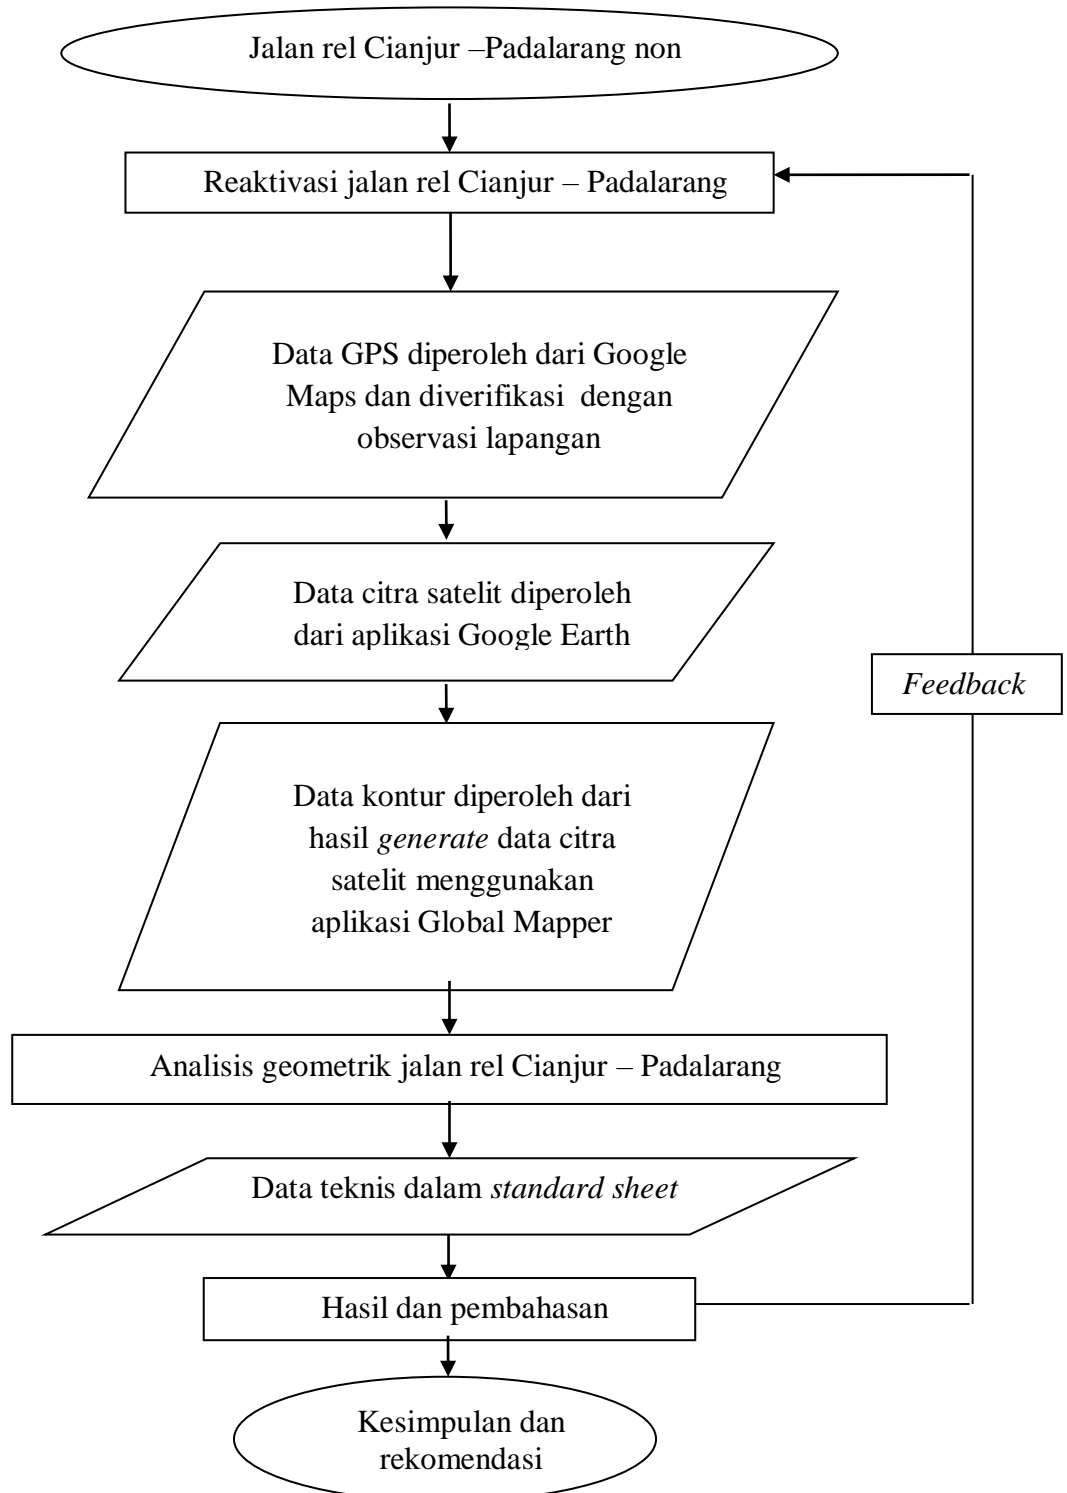 Jalan rel Cianjur –Padalarang non
Reaktivasi jalan rel Cianjur – Padalarang
Data GPS diperoleh dari Google
Maps dan diverifikasi dengan
observasi lapangan
Data citra satelit diperoleh
dari aplikasi Google Earth
Feedback
Data kontur diperoleh dari
hasil generate data citra
satelit menggunakan
aplikasi Global Mapper
Analisis geometrik jalan rel Cianjur – Padalarang
Data teknis dalam standard sheet
Hasil dan pembahasan
Kesimpulan dan
rekomendasi